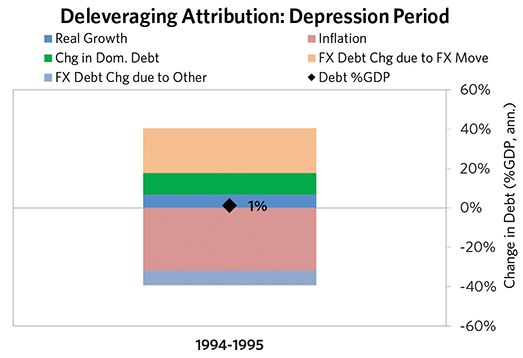 Deleveraging Attribution: Depression Period
Real Growth
Inflation
Chg in Dom. Debt
FX Debt Chg due to FX Move
FX Debt Chg due to Other
Debt %GDP
60%
40%
20%
0%
-20%
-40%
-60%
Change in Debt (%GDP, ann.)
1%
1994-1995